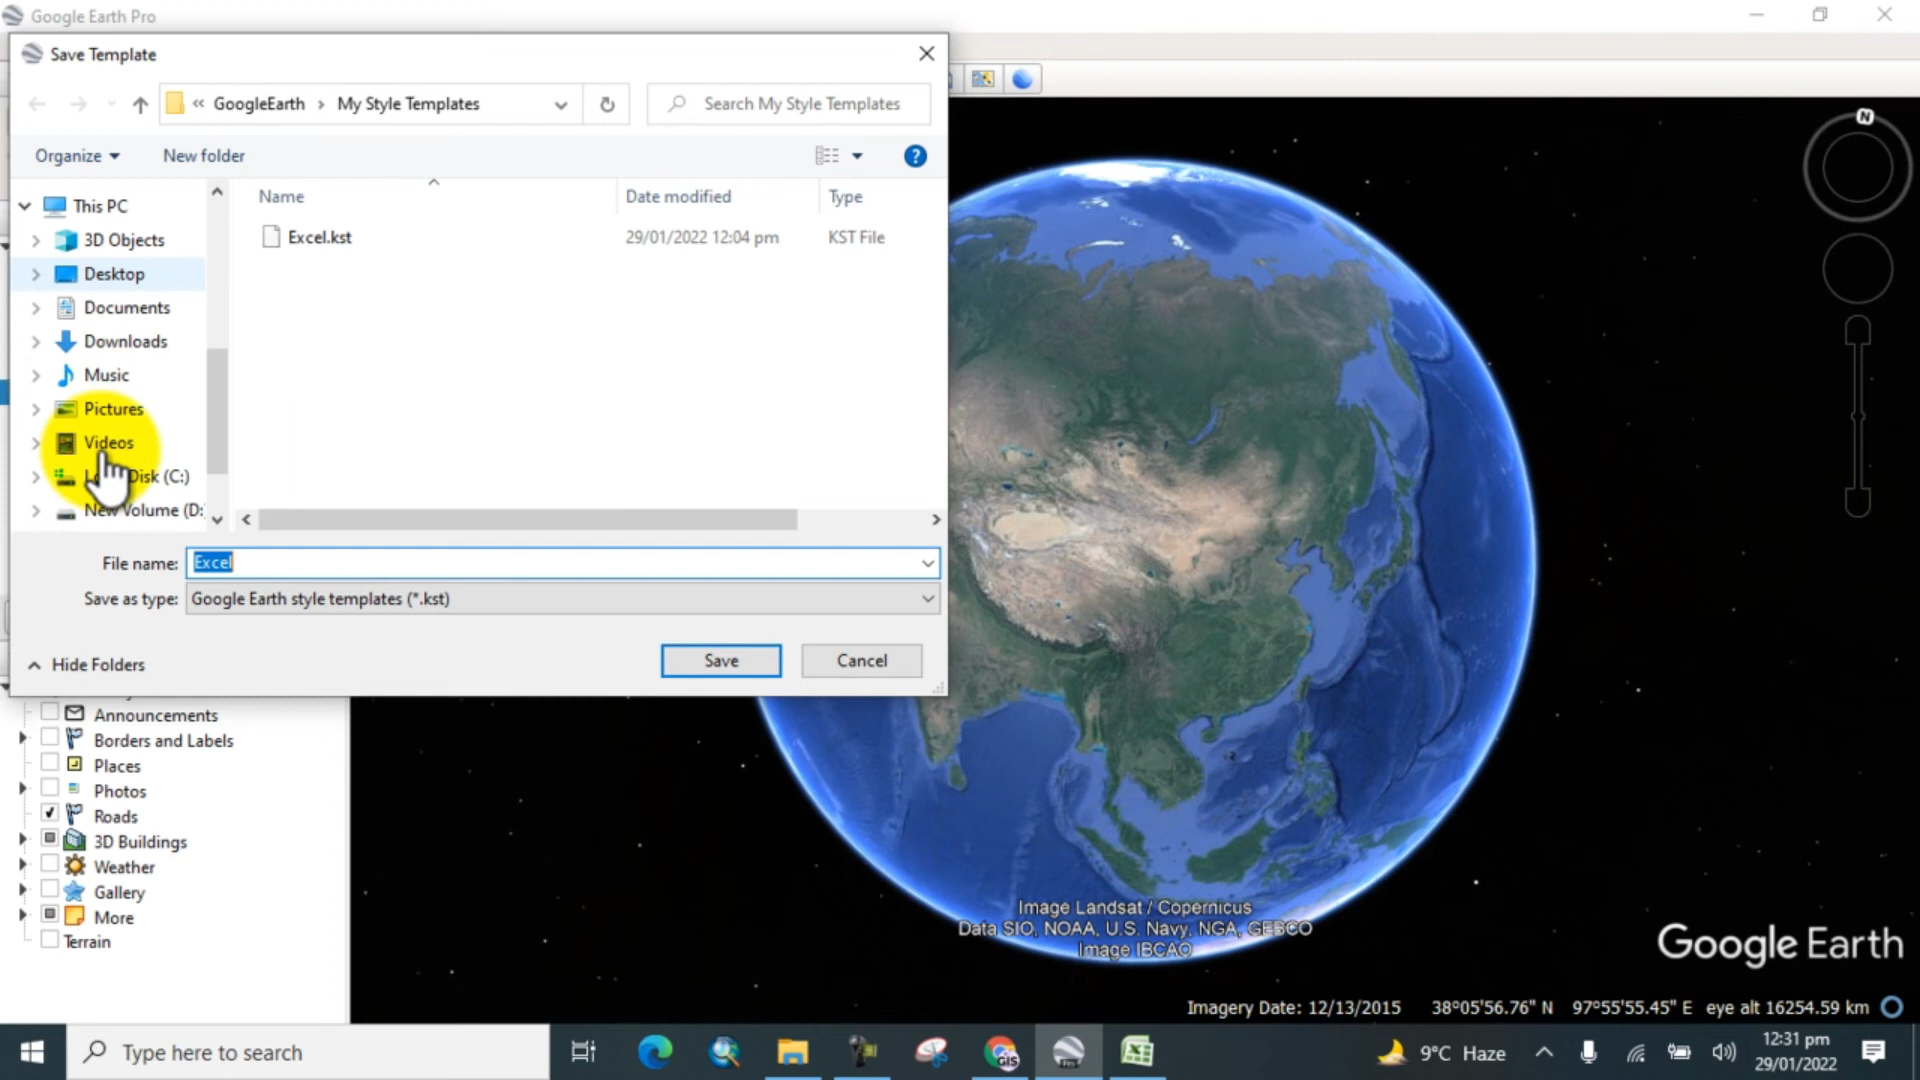 Google Earth Pro
Save Template
« GoogleEarth › My Style Templates
Search My Style Templates
Organize
New folder
?
Name
Date modified
Type
Excel.kst
29/01/2022 12:04 pm
KST File
This PC
3D Objects
Desktop
Documents
Downloads
Music
Pictures
Videos
Disk (C:)
New Volume (D:
File name:
Excel
Save as type:
Google Earth style templates (*.kst)
Hide Folders
Save
Cancel
Announcements
Borders and Labels
Places
Photos
Roads
3D Buildings
Weather
Gallery
More
Terrain
N
Image Landsat / Copernicus
Data SIO, NOAA, U.S. Navy, NGA, GEBCO
Image IBCAO
Google Earth
Imagery Date: 12/13/2015 38°05'56.76" N 97°55'55.45" E eye alt 16254.59 km
Type here to search
GIS
9°C Haze
12:31 pm
29/01/2022